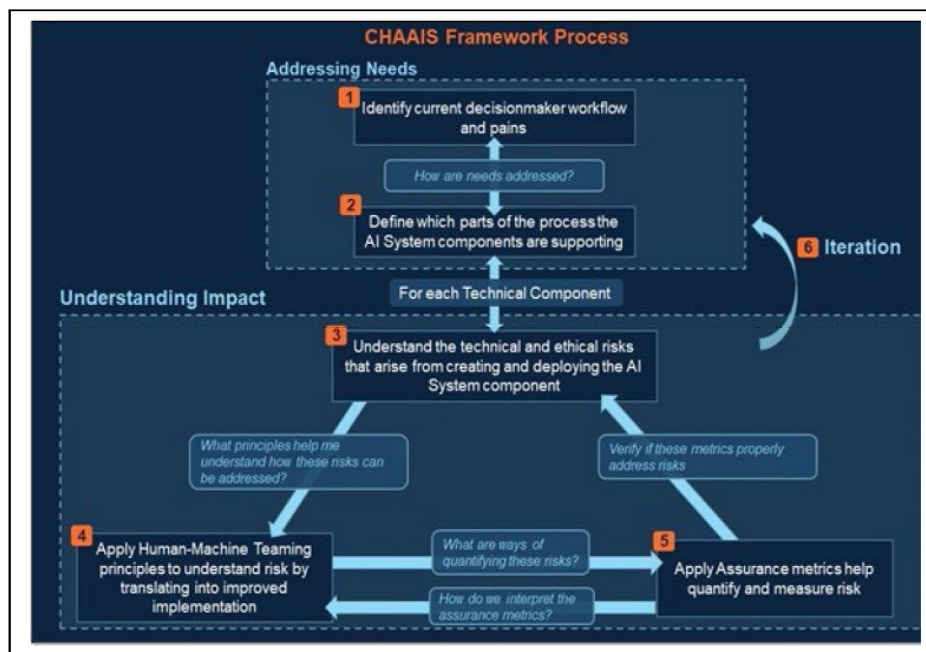 CHAAIS Framework Process
Addressing Needs
1
Identify current decisionmaker workflow
and pains
How are needs addressed?
2
Define which parts of the process the
AI System components are supporting
6 Iteration
For each Technical Component
Understanding Impact
3
Understand the technical and ethical risks
that arise from creating and deploying the AI
System component
What principles help me
understand how these risks can
be addressed?
Verify if these metrics properly
address risks
4
Apply Human-Machine Teaming
principles to understand risk by
translating into improved
implementation
What are ways of
quantifying these risks?
How do we interpret the
assurance metrics?
5
Apply Assurance metrics help
quantify and measure risk